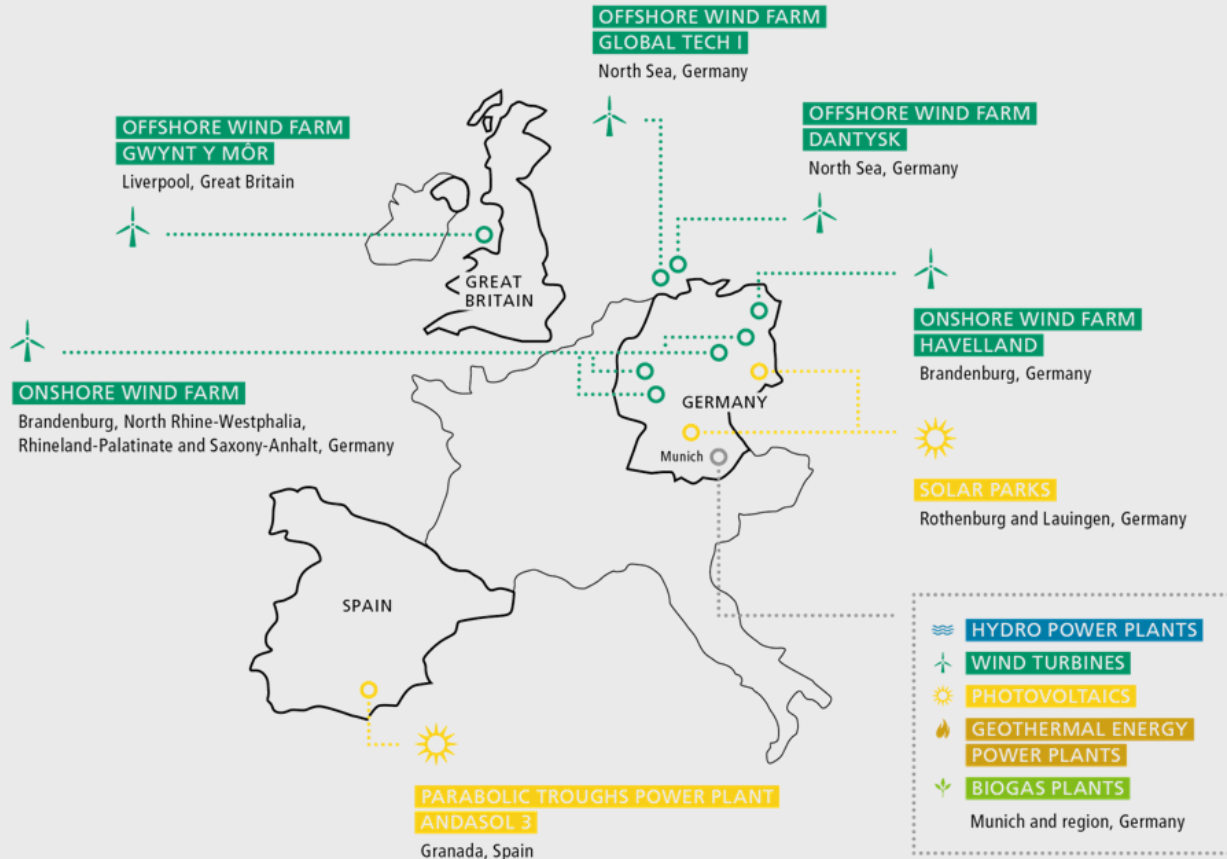 OFFSHORE WIND FARM
GLOBAL TECH I
North Sea, Germany
OFFSHORE WIND FARM
GWYNT Y MÔR
Liverpool, Great Britain
OFFSHORE WIND FARM
DANTYSK
North Sea, Germany
GREAT
BRITAIN
ONSHORE WIND FARM
HAVELLAND
Brandenburg, Germany
ONSHORE WIND FARM
Brandenburg, North Rhine-Westphalia,
Rhineland-Palatinate and Saxony-Anhalt, Germany
GERMANY
Munich
SOLAR PARKS
Rothenburg and Lauingen, Germany
SPAIN
HYDRO POWER PLANTS
WIND TURBINES
PHOTOVOLTAICS
GEOTHERMAL ENERGY
POWER PLANTS
BIOGAS PLANTS
Munich and region, Germany
PARABOLIC TROUGHS POWER PLANT
ANDASOL 3
Granada, Spain